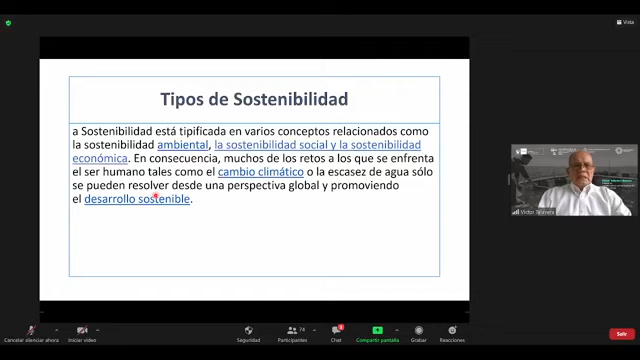 Vista
Tipos de Sostenibilidad
a Sostenibilidad está tipificada en varios conceptos relacionados como
la sostenibilidad ambiental, la sostenibilidad social y la sostenibilidad
económica. En consecuencia, muchos de los retos a los que se enfrenta
el ser humano tales como el cambio climático o la escasez de agua sólo
se pueden resolver desde una perspectiva global y promoviendo
el desarrollo sostenible.
Victor Talavera
Cancelar silenciar ahora
Iniciar video
Seguridad
74
Participantes
Chat
Compartir pantalla
Grabar
Reacciones
Salir